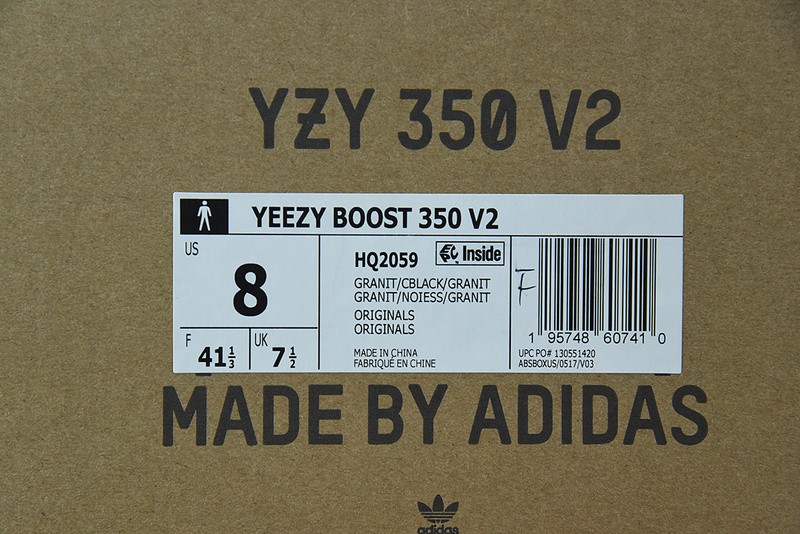 YZY 350 V2
YEEZY BOOST 350 V2
US
8
F
41 1/3
UK
7 1/2
HQ2059
Inside
GRANIT/CBLACK/GRANIT
GRANIT/NOIESS/GRANIT
ORIGINALS
ORIGINALS
MADE IN CHINA
FABRIQUÉ EN CHINE
F
1 95748 60741 0
UPC PO# 130551420
ABSBOXUS/0517/V03
MADE BY ADIDAS
adidas